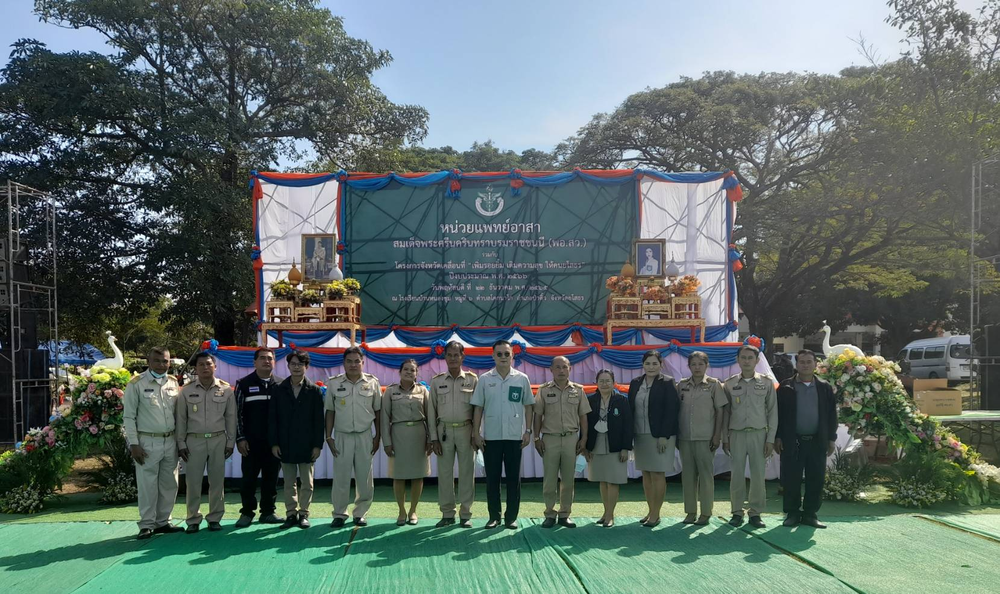 หน่วยแพทย์อาสา
สมเด็จพระศรีนครินทราบรมราชชนนี (พอ.สว.)
ร่วมกับ
โครงการจังหวัดเคลื่อนที่ "เพิ่มรอยยิ้ม เติมความสุข ให้คนยโสธร"
ปีงบประมาณ พ.ศ. ๒๕๖๖
วันพฤหัสบดี ที่ ๒๒ ธันวาคม พ.ศ. ๒๕๖๕
ณ โรงเรียนบ้านหนองชุม หมู่ที่ ๖ ตำบลโคกนาโก อำเภอป่าติ้ว จังหวัดยโสธร